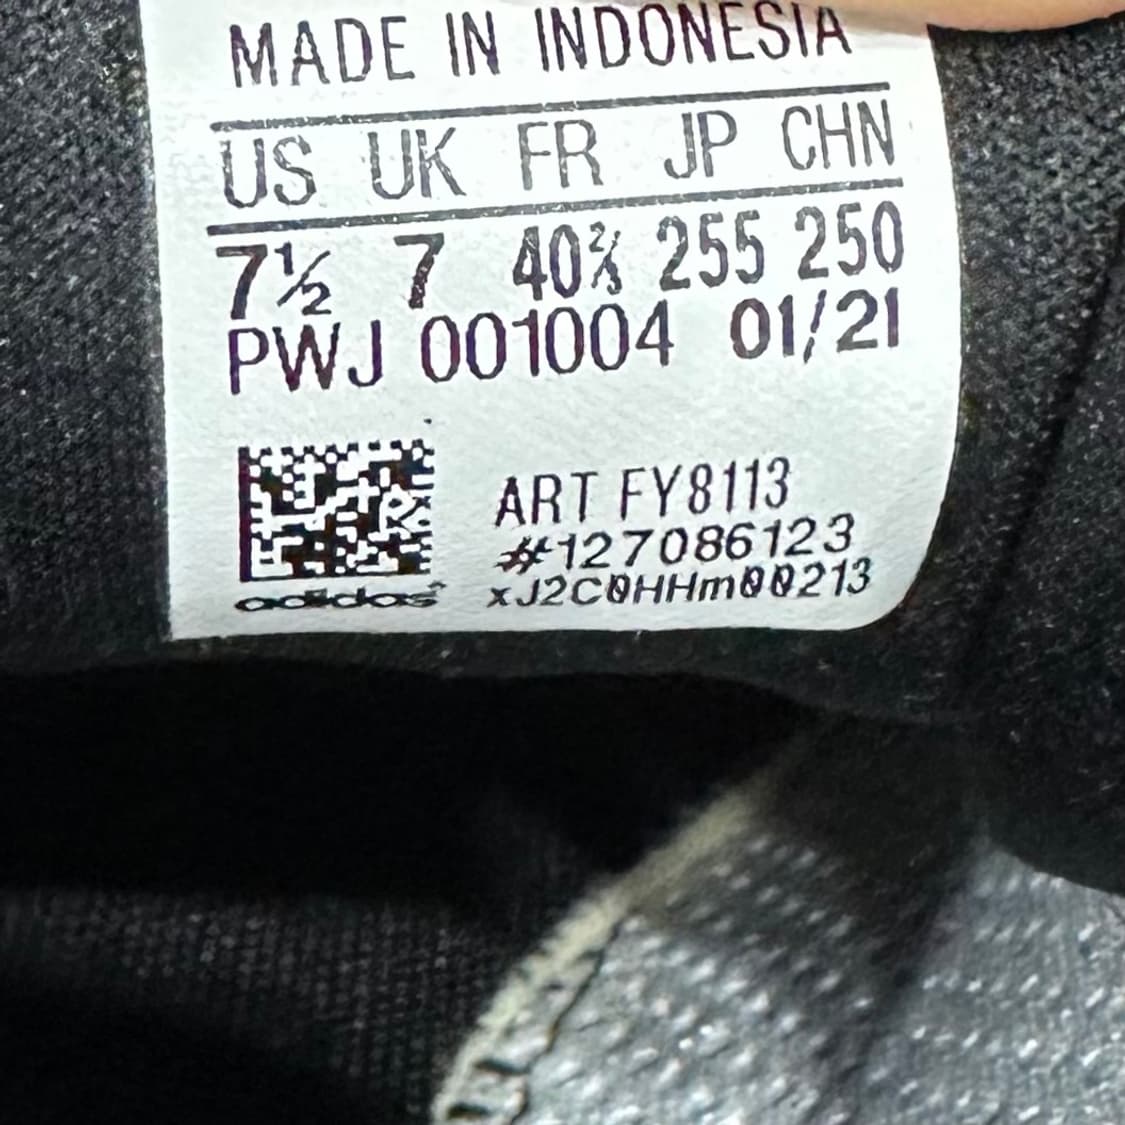 MADE IN INDONESIA
US UK FR JP CHN
7½ 7 40⅔ 255 250
PWJ 001004 01/21
ART FY8113
#127086123
adidas xJ2C0HHm00213